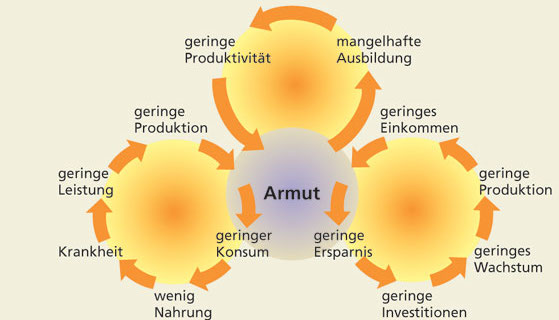 geringe
Produktivität
mangelhafte
Ausbildung
geringe
Produktion
geringes
Einkommen
geringe
Leistung
Armut
geringe
Produktion
Krankheit
geringer
Konsum
geringe
Ersparnis
geringes
Wachstum
wenig
Nahrung
geringe
Investitionen